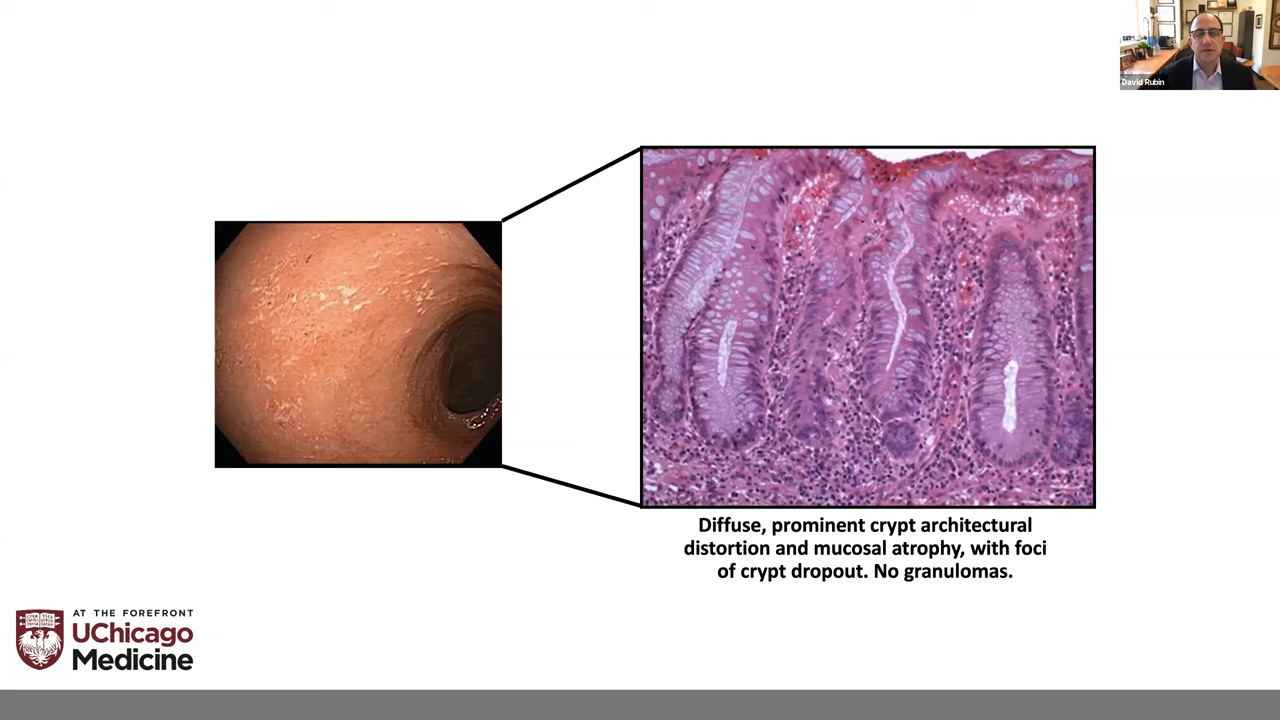 David Rubin
Diffuse, prominent crypt architectural
distortion and mucosal atrophy, with foci
of crypt dropout. No granulomas.
AT THE FOREFRONT
UChicago
Medicine